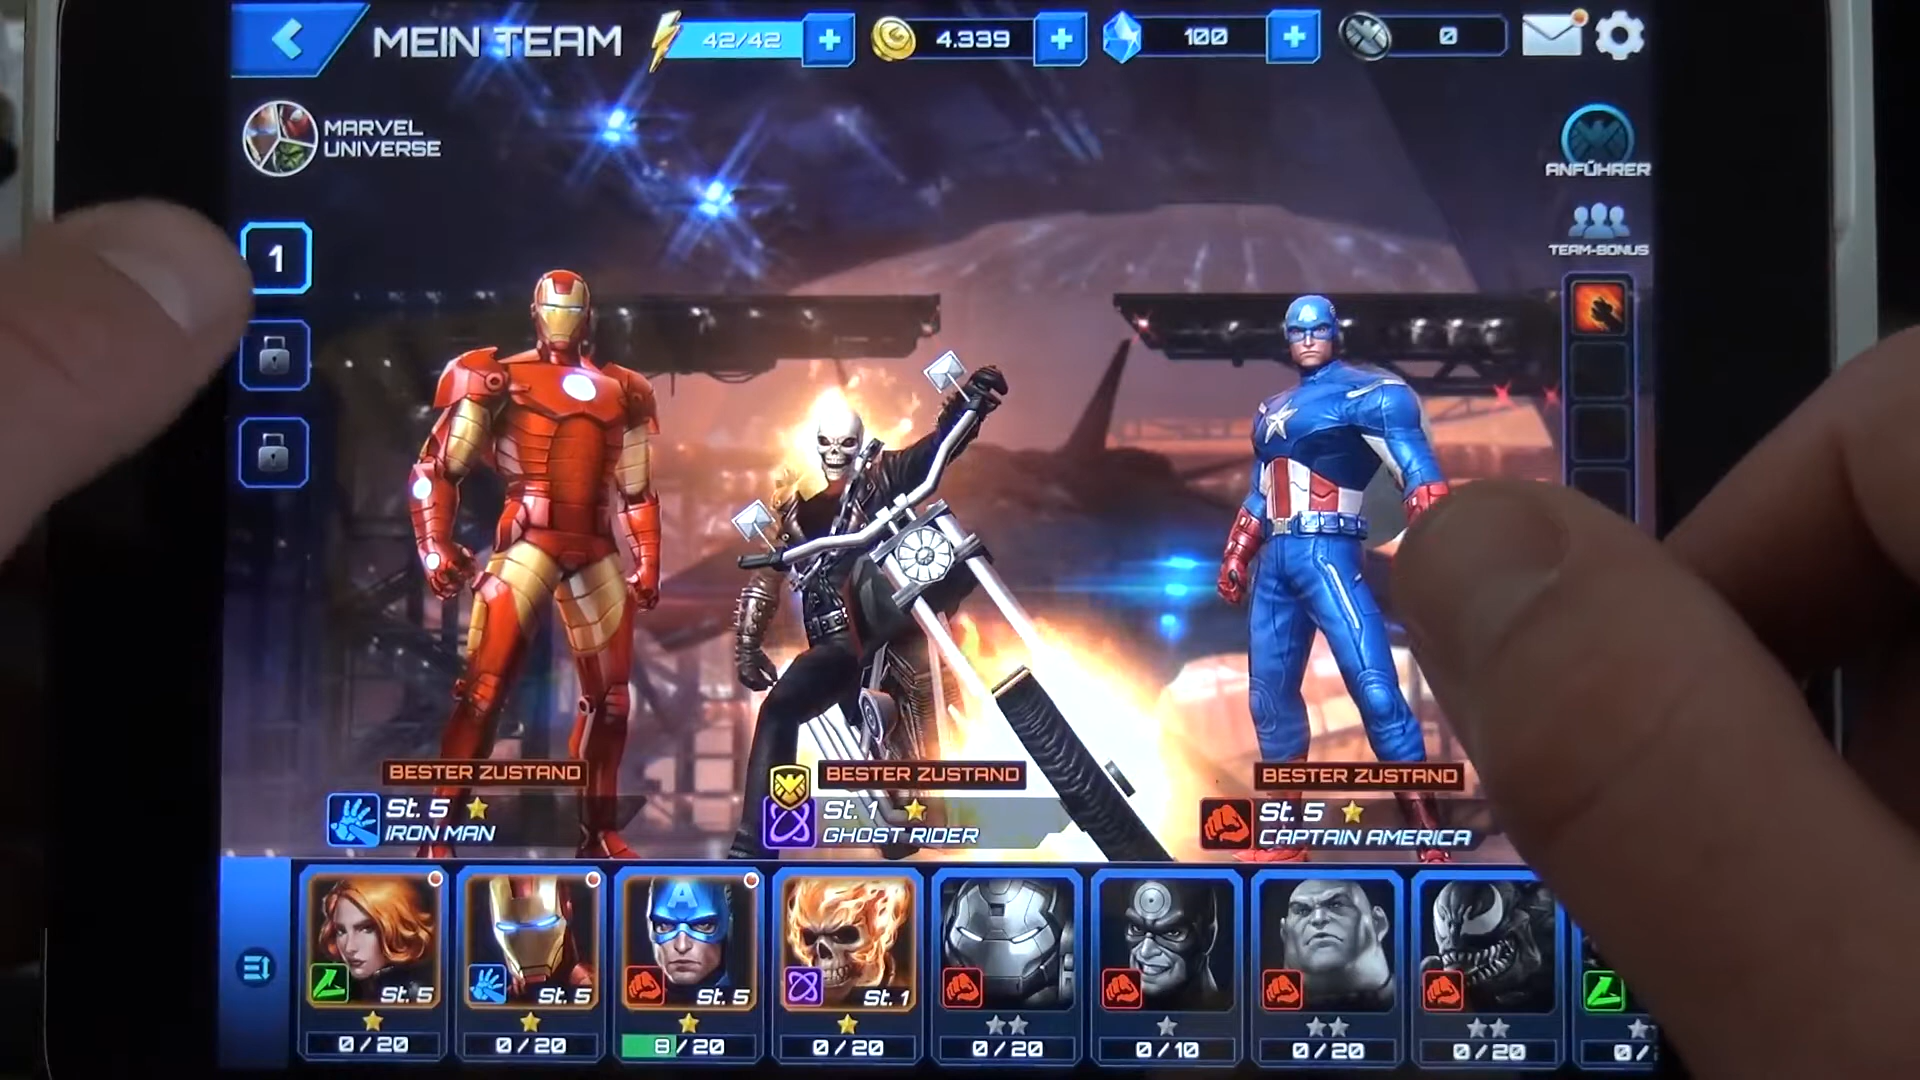 MEIN TEAM
42/42
4.339
100
0
MARVEL
UNIVERSE
ANFÜHRER
TEAM-BONUS
1
BESTER ZUSTAND
St. 5
IRON MAN
BESTER ZUSTAND
St. 1
GHOST RIDER
BESTER ZUSTAND
St. 5
CAPTAIN AMERICA
St. 5
St. 5
St. 5
St. 1
0/20
0/20
8/20
0/20
0/20
0/10
0/20
0/20
0/